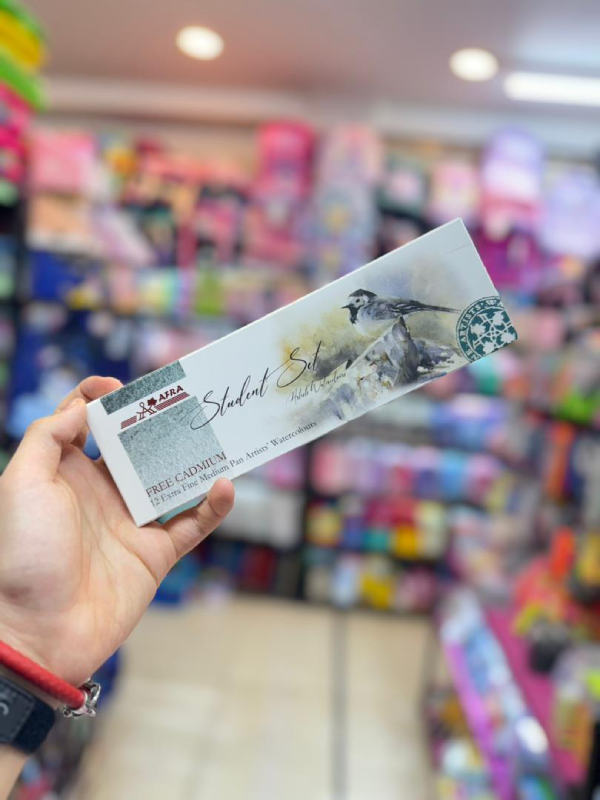 AFRA
Student Set
FREE CADMIUM
12 Extra Fine Medium Pan Artists' Watercolours